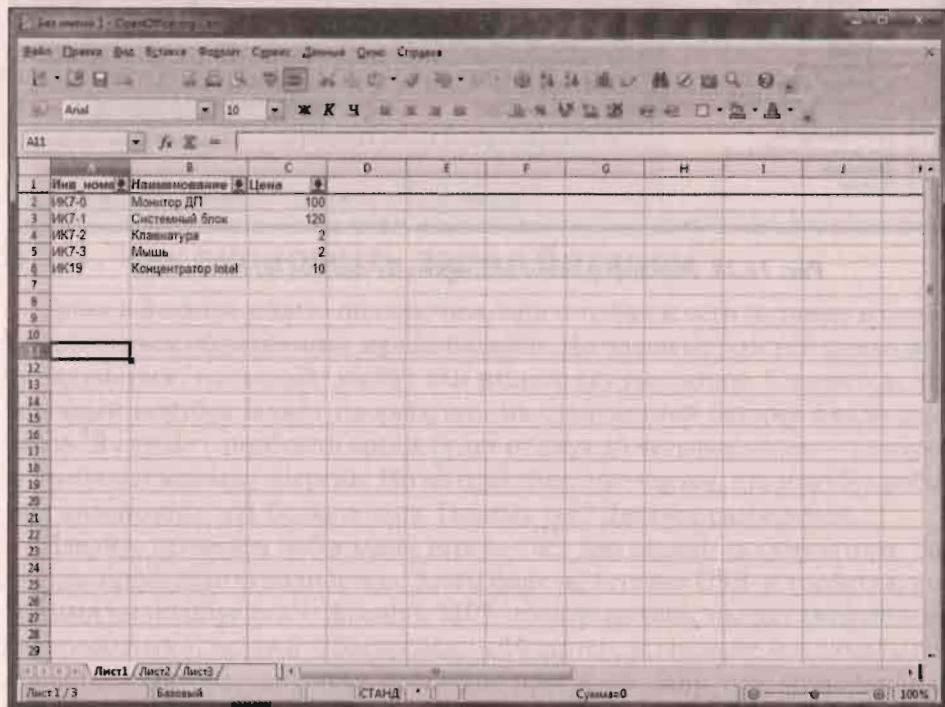 Без имени 1 - OpenOffice.org Calc
Файл Правка Вид Вставка Формат Сервис Данные Окно Справка
Arial 10 Ж К Ч
A11
A B C D E F G H I J
1 Инв_номе Наименование Цена
2 ИК7-0 Монитор ДП 100
3 ИК7-1 Системный блок 120
4 ИК7-2 Клавиатура 2
5 ИК7-3 Мышь 2
6 ИК19 Концентратор Intel 10
7
8
9
10
11
12
13
14
15
16
17
18
19
20
21
22
23
24
25
26
27
28
29
Лист1 Лист2 Лист3
Лист 1 / 3 Базовый СТАНД * Сумма=0 100%